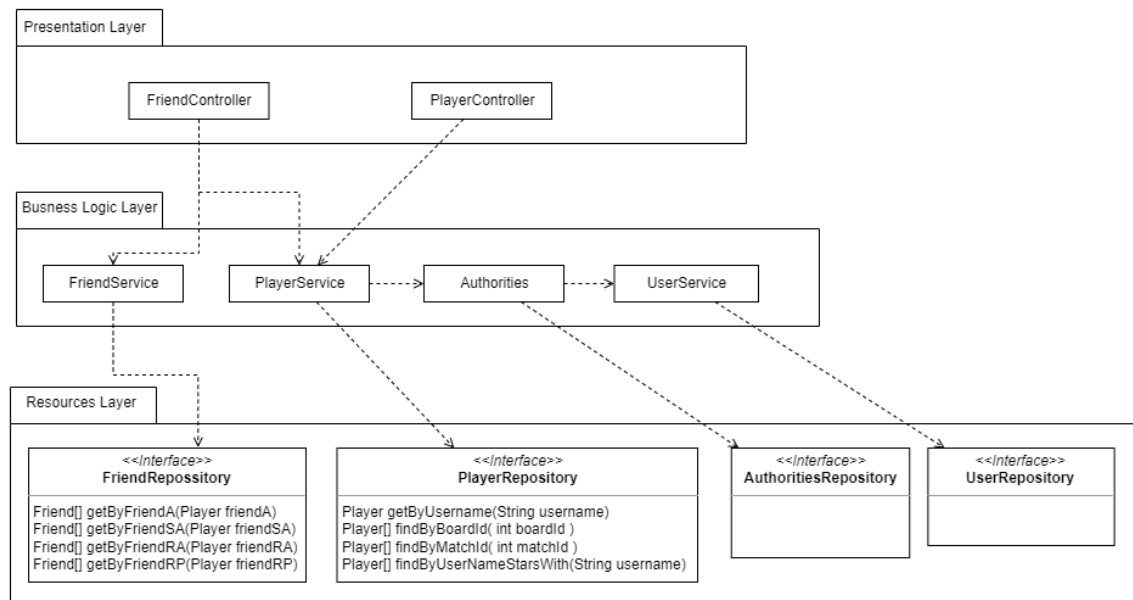 Presentation Layer
FriendController
PlayerController
Busness Logic Layer
FriendService
PlayerService
Authorities
UserService
Resources Layer
<<Interface>>
FriendRepossitory
Friend[] getByFriendA(Player friendA)
Friend[] getByFriendSA(Player friendSA)
Friend[] getByFriendRA(Player friendRA)
Friend[] getByFriendRP(Player friendRP)
<<Interface>>
PlayerRepository
Player getByUsername(String username)
Player[] findByBoardId( int boardId )
Player[] findByMatchId( int matchId )
Player[] findByUserNameStarsWith(String username)
<<Interface>>
AuthoritiesRepository
<<Interface>>
UserRepository